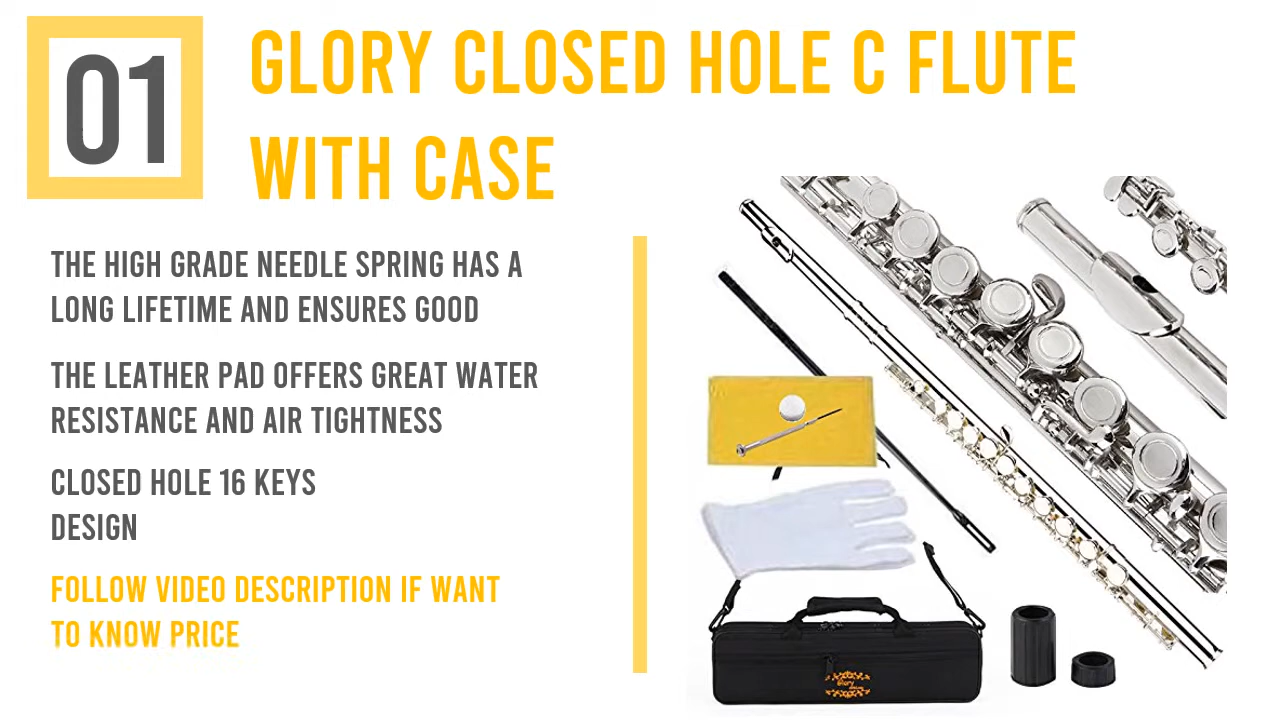 01
GLORY CLOSED HOLE C FLUTE
WITH CASE
THE HIGH GRADE NEEDLE SPRING HAS A
LONG LIFETIME AND ENSURES GOOD
THE LEATHER PAD OFFERS GREAT WATER
RESISTANCE AND AIR TIGHTNESS
CLOSED HOLE 16 KEYS
DESIGN
FOLLOW VIDEO DESCRIPTION IF WANT
TO KNOW PRICE
Glory